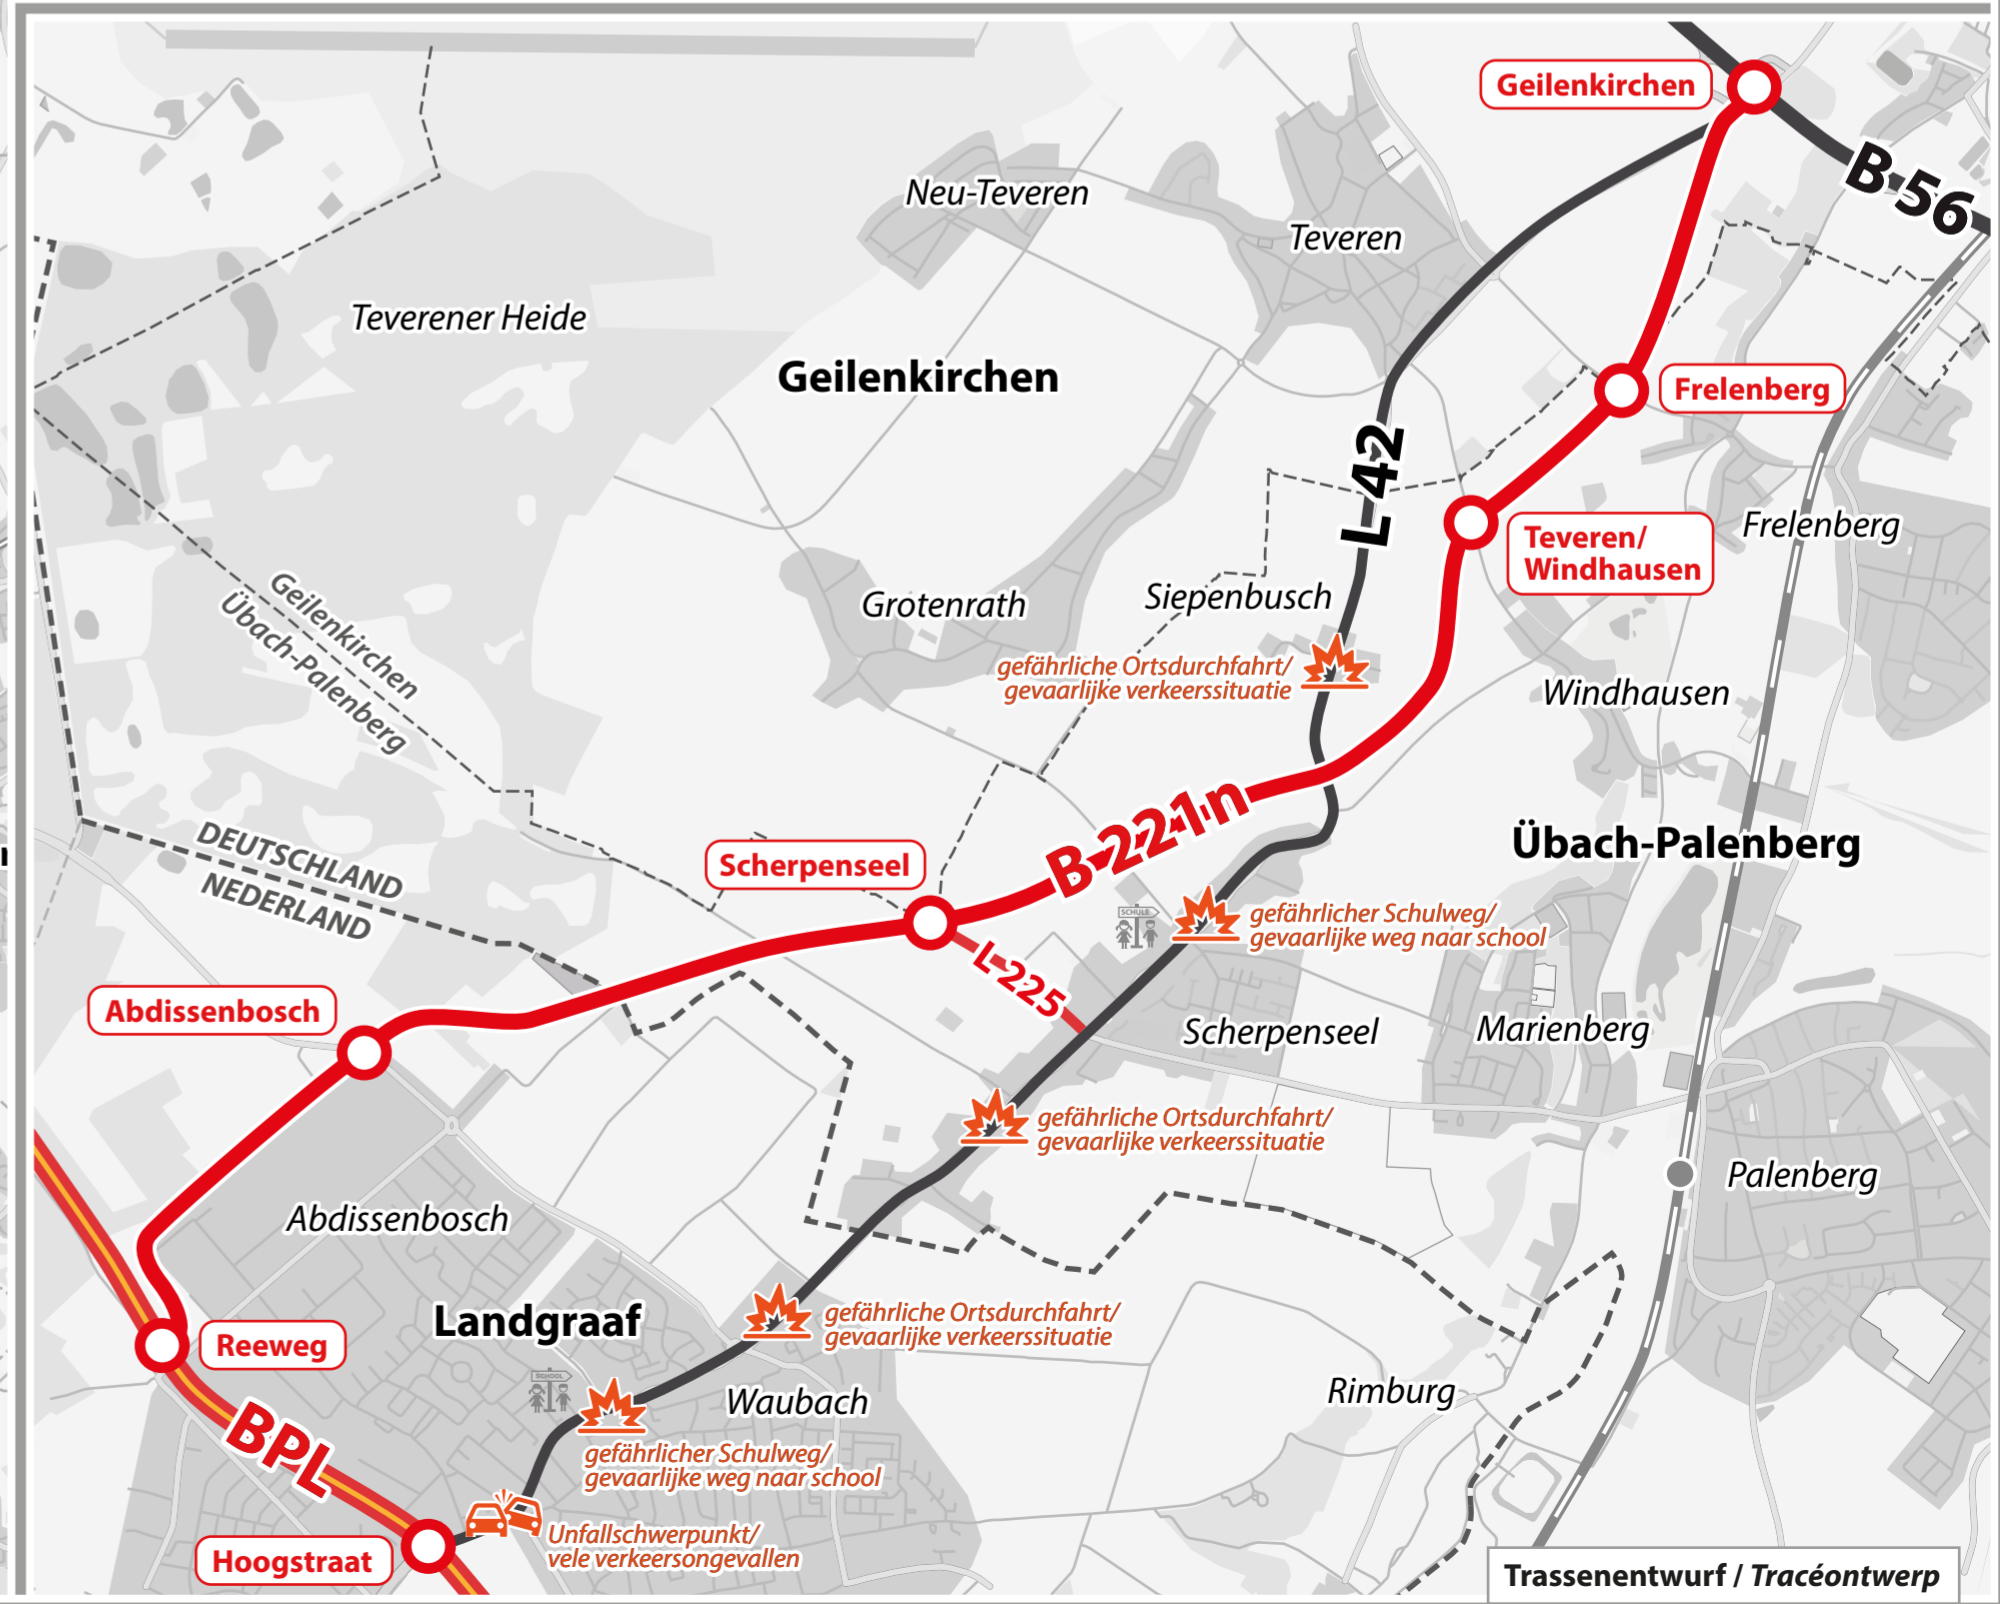 Geilenkirchen
B 56
Neu-Teveren
Teveren
Teverener Heide
Geilenkirchen
Frelenberg
L 42
Teveren/
Windhausen
Frelenberg
Geilenkirchen
Übach-Palenberg
Grotenrath
Siepenbusch
gefährliche Ortsdurchfahrt/
gevaarlijke verkeerssituatie
Windhausen
B 221n
Übach-Palenberg
DEUTSCHLAND
NEDERLAND
Scherpenseel
SCHULE
gefährlicher Schulweg/
gevaarlijke weg naar school
L 225
Abdissenbosch
Scherpenseel
Marienberg
gefährliche Ortsdurchfahrt/
gevaarlijke verkeerssituatie
Palenberg
Abdissenbosch
Landgraaf
gefährliche Ortsdurchfahrt/
gevaarlijke verkeerssituatie
Reeweg
SCHOOL
Waubach
Rimburg
BPL
gefährlicher Schulweg/
gevaarlijke weg naar school
Hoogstraat
Unfallschwerpunkt/
vele verkeersongevallen
Trassenentwurf / Tracéontwerp